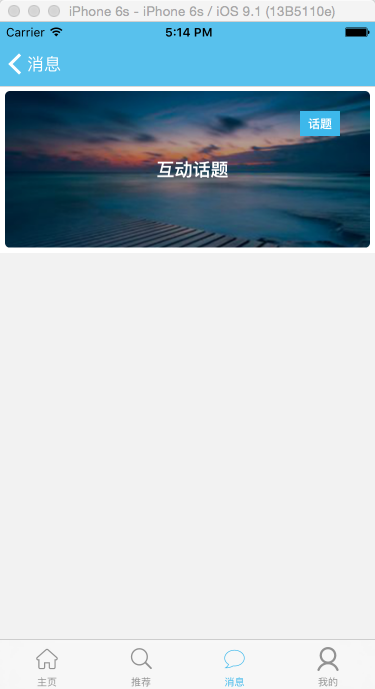 iPhone 6s - iPhone 6s / iOS 9.1 (13B5110e)
Carrier 5:14 PM
消息
话题
互动话题
主页 推荐 消息 我的